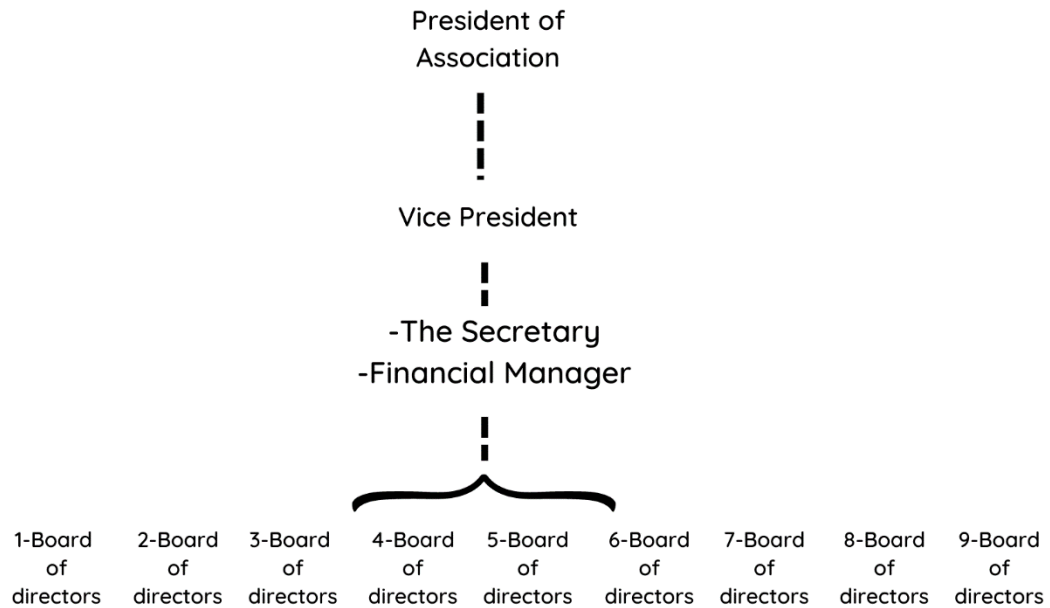 President of
Association
Vice President
-The Secretary
-Financial Manager
1-Board
of
directors
2-Board
of
directors
3-Board
of
directors
4-Board
of
directors
5-Board
of
directors
6-Board
of
directors
7-Board
of
directors
8-Board
of
directors
9-Board
of
directors